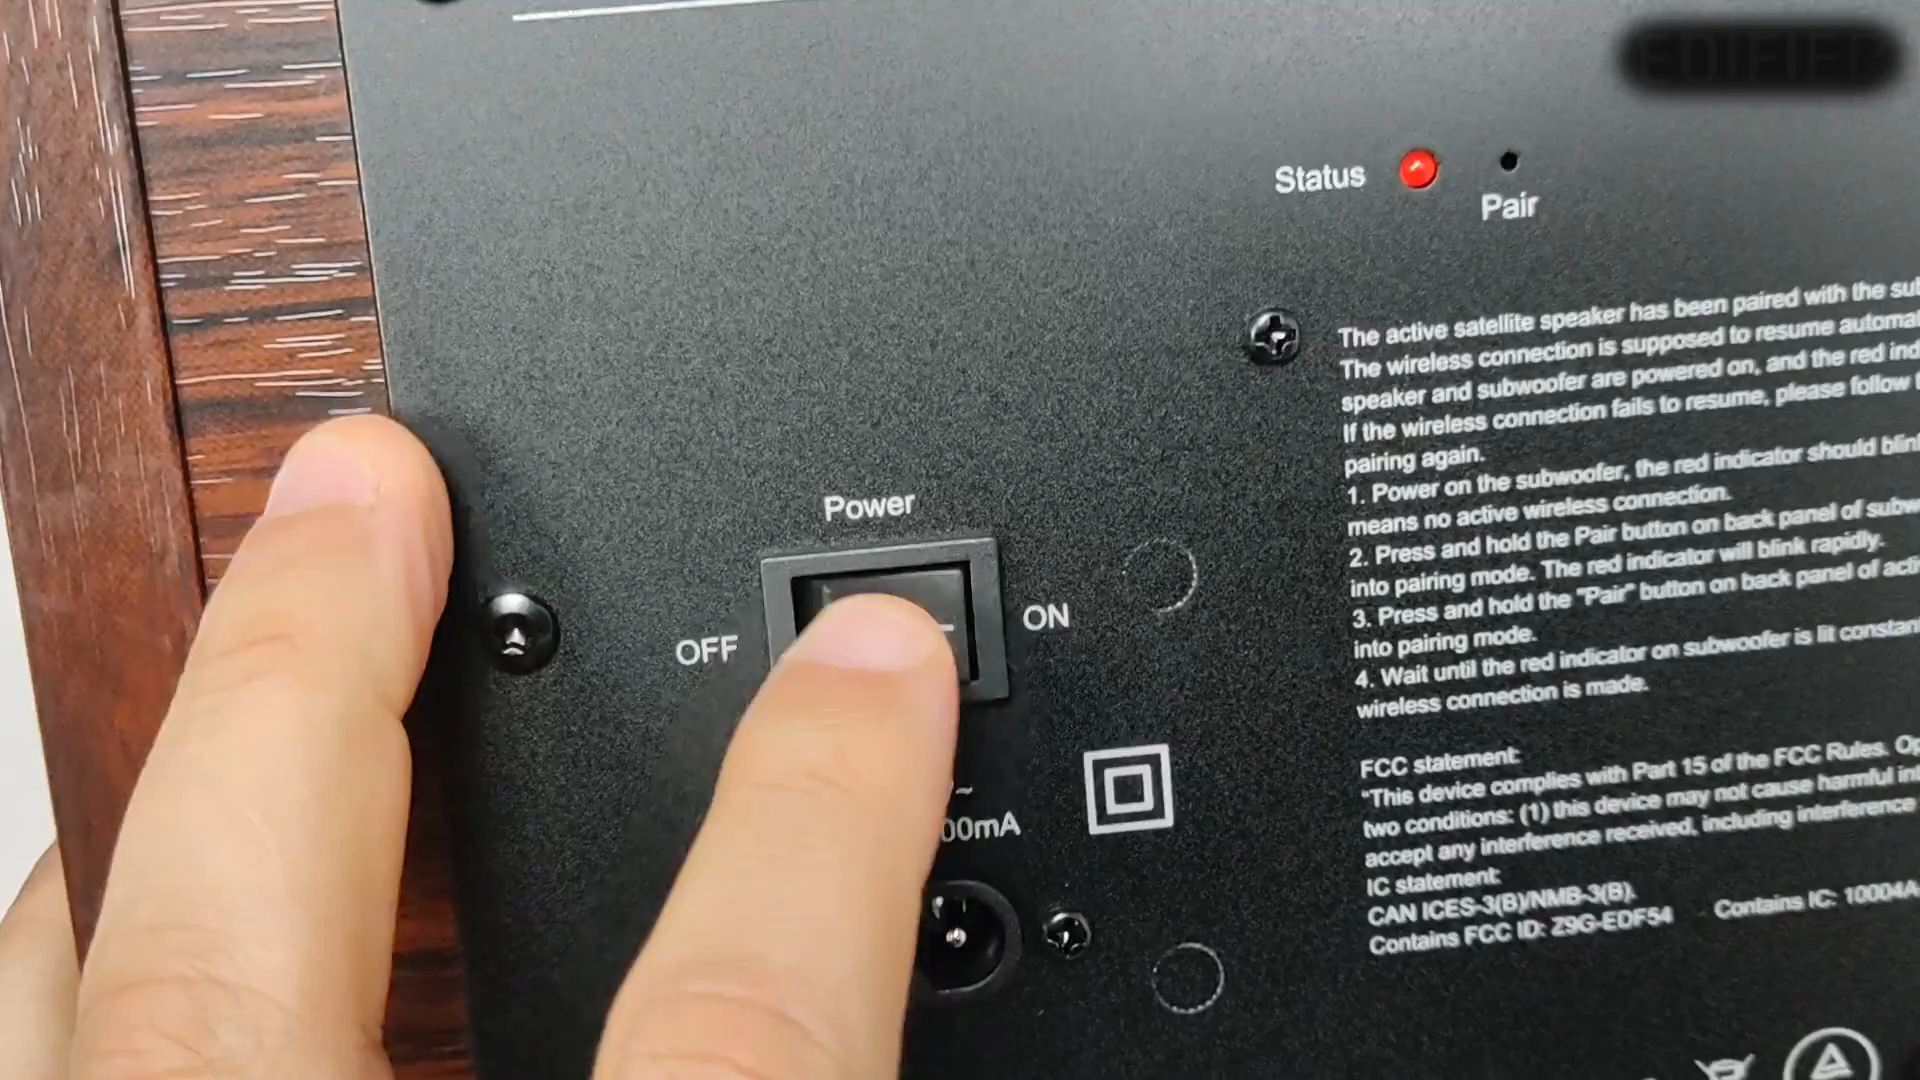 EDIFIER
Status
Pair
The active satellite speaker has been paired with the
The wireless connection is supposed to resume
speaker and subwoofer are powered on, and the red
If the wireless connection fails to resume, please follow
pairing again.
1. Power on the subwoofer, the red indicator should
means no active wireless connection.
2. Press and hold the Pair button on back panel of
into pairing mode. The red indicator will blink rapidly.
3. Press and hold the "Pair" button on back panel of
into pairing mode.
4. Wait until the red indicator on subwoofer is lit
wireless connection is made.
Power
OFF
ON
~
00mA
FCC statement:
"This device complies with Part 15 of the FCC Rules.
two conditions: (1) this device may not cause harmful
accept any interference received, including interference
IC statement:
CAN ICES-3(B)/NMB-3(B).
Contains FCC ID: Z9G-EDF54 Contains IC: 10004A-